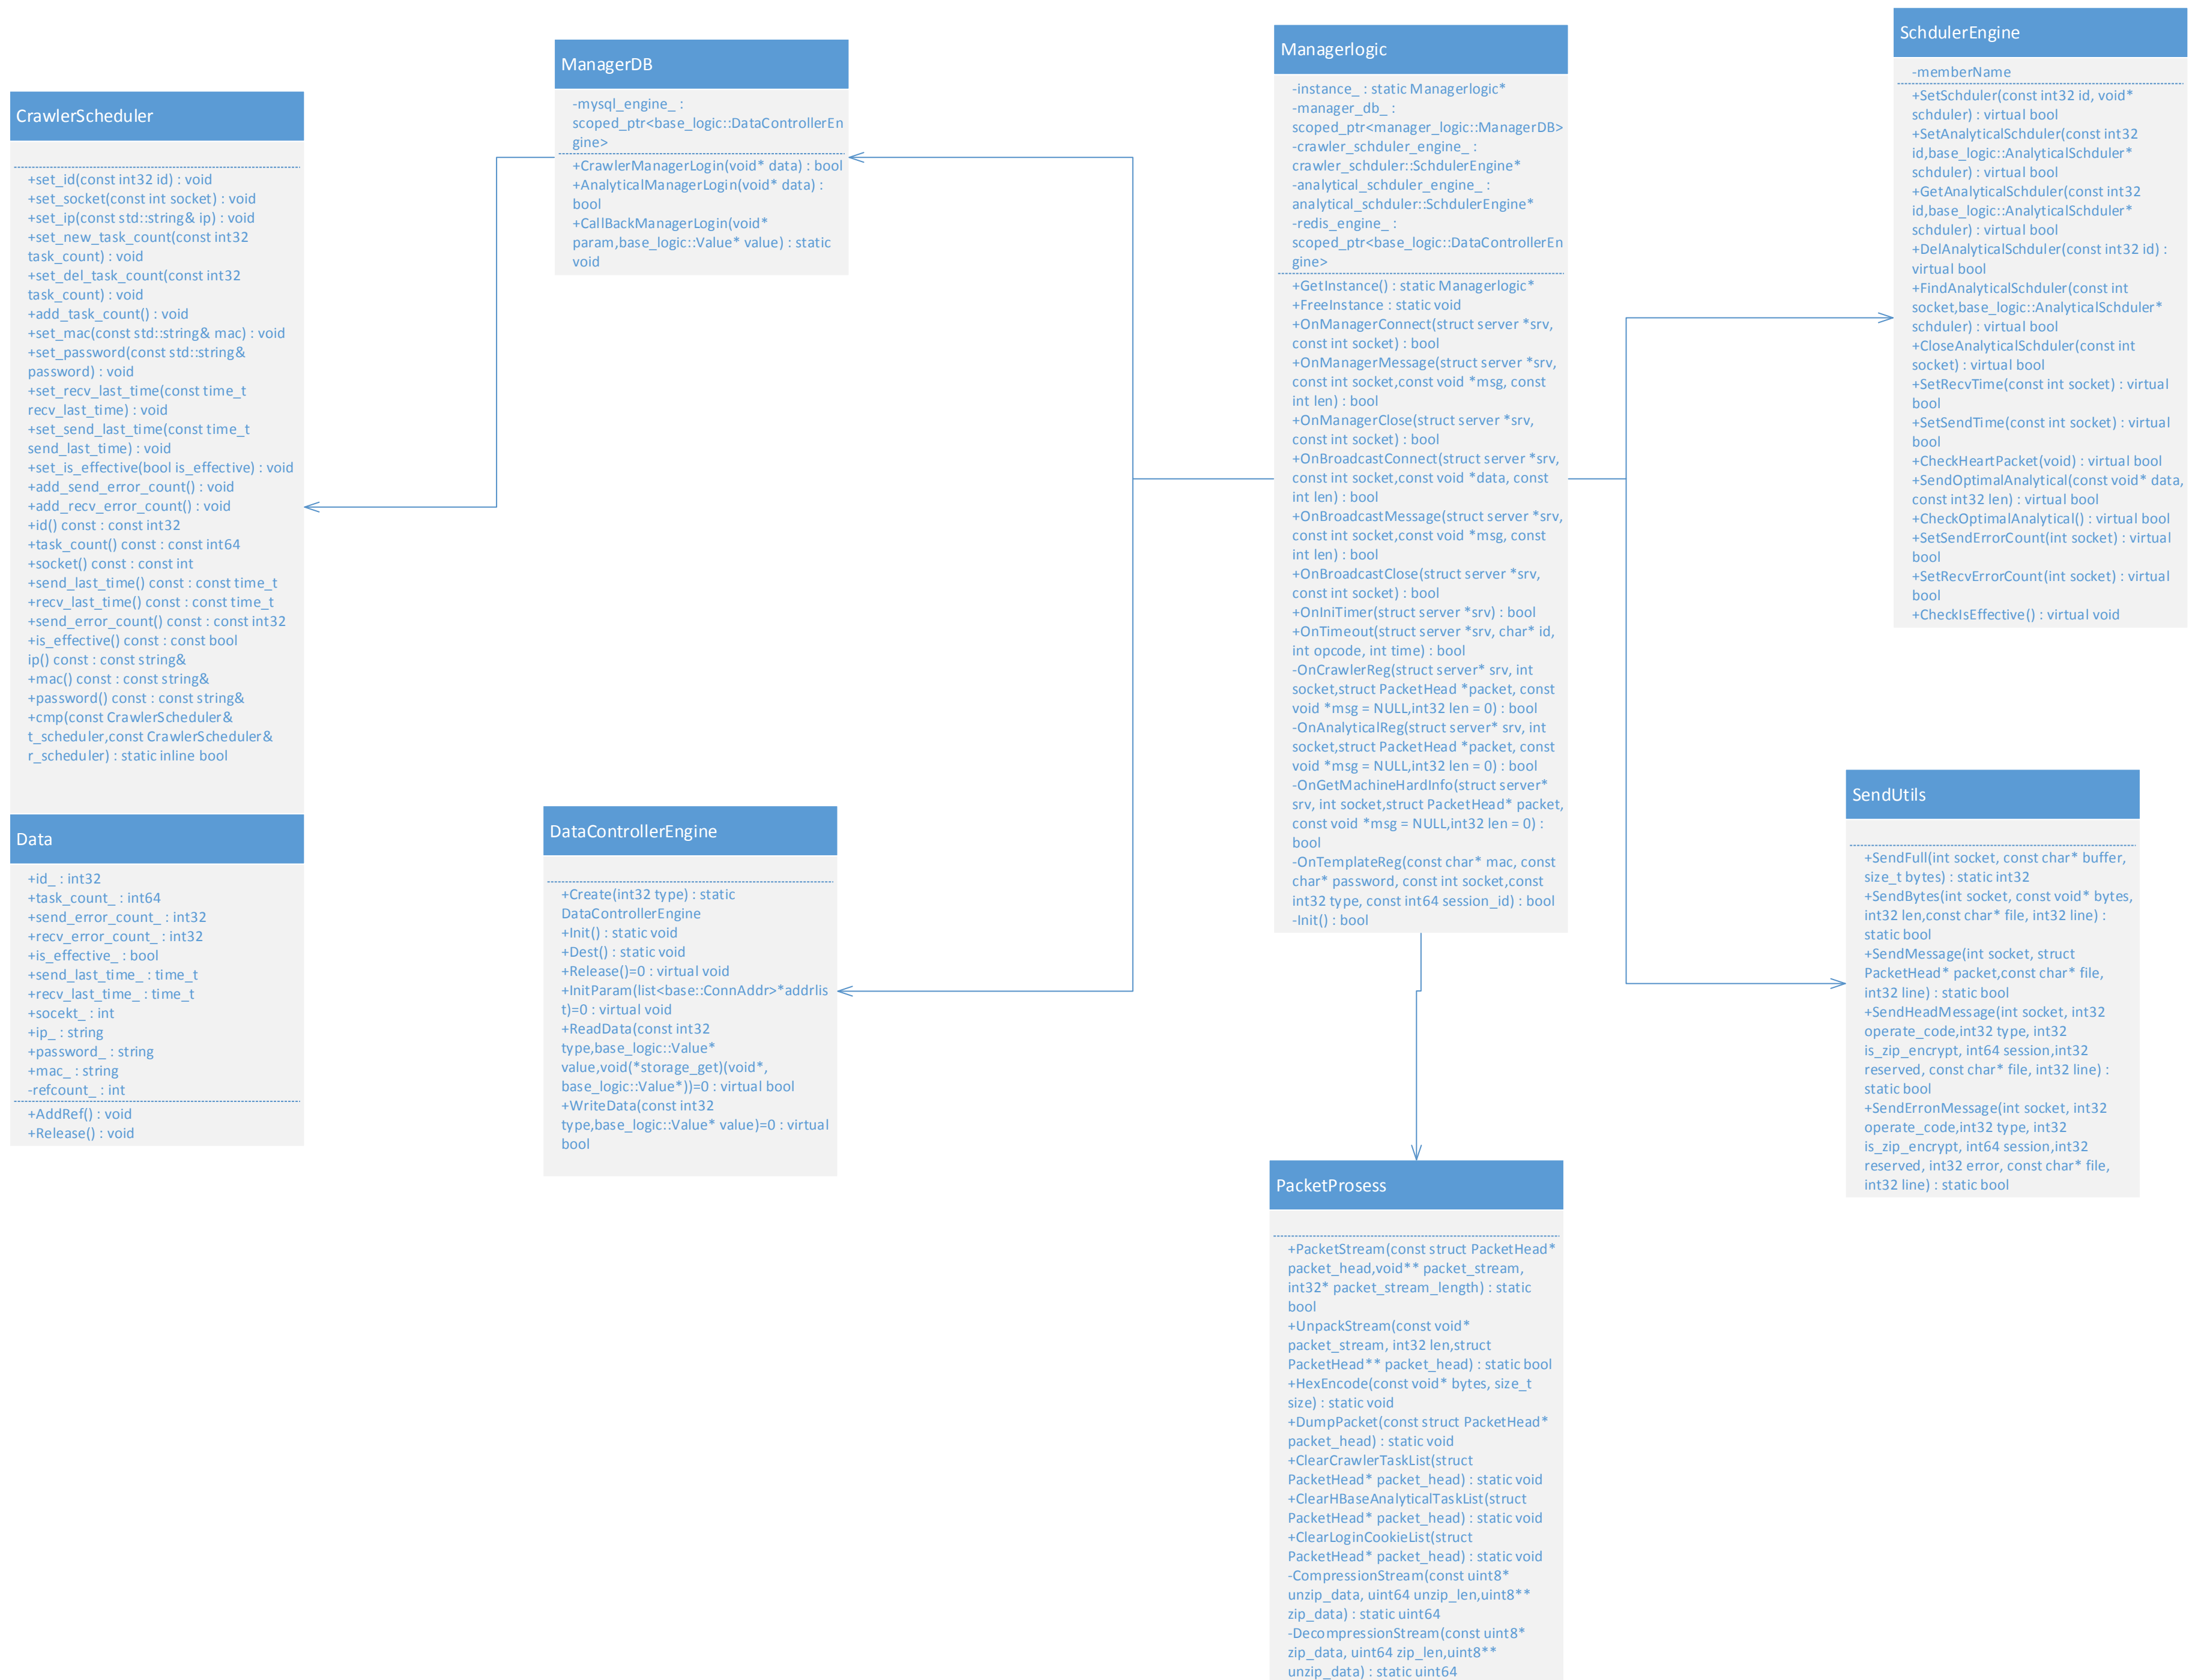 CrawlerScheduler
+set_id(const int32 id) : void
+set_socket(const int socket) : void
+set_ip(const std::string& ip) : void
+set_new_task_count(const int32
task_count) : void
+set_del_task_count(const int32
task_count) : void
+add_task_count() : void
+set_mac(const std::string& mac) : void
+set_password(const std::string&
password) : void
+set_recv_last_time(const time_t
recv_last_time) : void
+set_send_last_time(const time_t
send_last_time) : void
+set_is_effective(bool is_effective) : void
+add_send_error_count() : void
+add_recv_error_count() : void
+id() const : const int32
+task_count() const : const int64
+socket() const : const int
+send_last_time() const : const time_t
+recv_last_time() const : const time_t
+send_error_count() const : const int32
+is_effective() const : const bool
ip() const : const string&
+mac() const : const string&
+password() const : const string&
+cmp(const CrawlerScheduler&
t_scheduler,const CrawlerScheduler&
r_scheduler) : static inline bool
Data
+id_ : int32
+task_count_ : int64
+send_error_count_ : int32
+recv_error_count_ : int32
+is_effective_ : bool
+send_last_time_ : time_t
+recv_last_time_ : time_t
+socekt_ : int
+ip_ : string
+password_ : string
+mac_ : string
-refcount_ : int
+AddRef() : void
+Release() : void
ManagerDB
-mysql_engine_ :
scoped_ptr<base_logic::DataControllerEn
gine>
+CrawlerManagerLogin(void* data) : bool
+AnalyticalManagerLogin(void* data) :
bool
+CallBackManagerLogin(void*
param,base_logic::Value* value) : static
void
DataControllerEngine
+Create(int32 type) : static
DataControllerEngine
+Init() : static void
+Dest() : static void
+Release()=0 : virtual void
+InitParam(list<base::ConnAddr>*addrlis
t)=0 : virtual void
+ReadData(const int32
type,base_logic::Value*
value,void(*storage_get)(void*,
base_logic::Value*))=0 : virtual bool
+WriteData(const int32
type,base_logic::Value* value)=0 : virtual
bool
Managerlogic
-instance_ : static Managerlogic*
-manager_db_ :
scoped_ptr<manager_logic::ManagerDB>
-crawler_schduler_engine_ :
crawler_schduler::SchdulerEngine*
-analytical_schduler_engine_ :
analytical_schduler::SchdulerEngine*
-redis_engine_ :
scoped_ptr<base_logic::DataControllerEn
gine>
+GetInstance() : static Managerlogic*
+FreeInstance : static void
+OnManagerConnect(struct server *srv,
const int socket) : bool
+OnManagerMessage(struct server *srv,
const int socket,const void *msg, const
int len) : bool
+OnManagerClose(struct server *srv,
const int socket) : bool
+OnBroadcastConnect(struct server *srv,
const int socket,const void *data, const
int len) : bool
+OnBroadcastMessage(struct server *srv,
const int socket,const void *msg, const
int len) : bool
+OnBroadcastClose(struct server *srv,
const int socket) : bool
+OnIniTimer(struct server *srv) : bool
+OnTimeout(struct server *srv, char* id,
int opcode, int time) : bool
-OnCrawlerReg(struct server* srv, int
socket,struct PacketHead *packet, const
void *msg = NULL,int32 len = 0) : bool
-OnAnalyticalReg(struct server* srv, int
socket,struct PacketHead *packet, const
void *msg = NULL,int32 len = 0) : bool
-OnGetMachineHardInfo(struct server*
srv, int socket,struct PacketHead* packet,
const void *msg = NULL,int32 len = 0) :
bool
-OnTemplateReg(const char* mac, const
char* password, const int socket,const
int32 type, const int64 session_id) : bool
-Init() : bool
PacketProsess
+PacketStream(const struct PacketHead*
packet_head,void** packet_stream,
int32* packet_stream_length) : static
bool
+UnpackStream(const void*
packet_stream, int32 len,struct
PacketHead** packet_head) : static bool
+HexEncode(const void* bytes, size_t
size) : static void
+DumpPacket(const struct PacketHead*
packet_head) : static void
+ClearCrawlerTaskList(struct
PacketHead* packet_head) : static void
+ClearHBaseAnalyticalTaskList(struct
PacketHead* packet_head) : static void
+ClearLoginCookieList(struct
PacketHead* packet_head) : static void
-CompressionStream(const uint8*
unzip_data, uint64 unzip_len,uint8**
zip_data) : static uint64
-DecompressionStream(const uint8*
zip_data, uint64 zip_len,uint8**
unzip_data) : static uint64
SchdulerEngine
-memberName
+SetSchduler(const int32 id, void*
schduler) : virtual bool
+SetAnalyticalSchduler(const int32
id,base_logic::AnalyticalSchduler*
schduler) : virtual bool
+GetAnalyticalSchduler(const int32
id,base_logic::AnalyticalSchduler*
schduler) : virtual bool
+DelAnalyticalSchduler(const int32 id) :
virtual bool
+FindAnalyticalSchduler(const int
socket,base_logic::AnalyticalSchduler*
schduler) : virtual bool
+CloseAnalyticalSchduler(const int
socket) : virtual bool
+SetRecvTime(const int socket) : virtual
bool
+SetSendTime(const int socket) : virtual
bool
+CheckHeartPacket(void) : virtual bool
+SendOptimalAnalytical(const void* data,
const int32 len) : virtual bool
+CheckOptimalAnalytical() : virtual bool
+SetSendErrorCount(int socket) : virtual
bool
+SetRecvErrorCount(int socket) : virtual
bool
+CheckIsEffective() : virtual void
SendUtils
+SendFull(int socket, const char* buffer,
size_t bytes) : static int32
+SendBytes(int socket, const void* bytes,
int32 len,const char* file, int32 line) :
static bool
+SendMessage(int socket, struct
PacketHead* packet,const char* file,
int32 line) : static bool
+SendHeadMessage(int socket, int32
operate_code,int32 type, int32
is_zip_encrypt, int64 session,int32
reserved, const char* file, int32 line) :
static bool
+SendErronMessage(int socket, int32
operate_code,int32 type, int32
is_zip_encrypt, int64 session,int32
reserved, int32 error, const char* file,
int32 line) : static bool